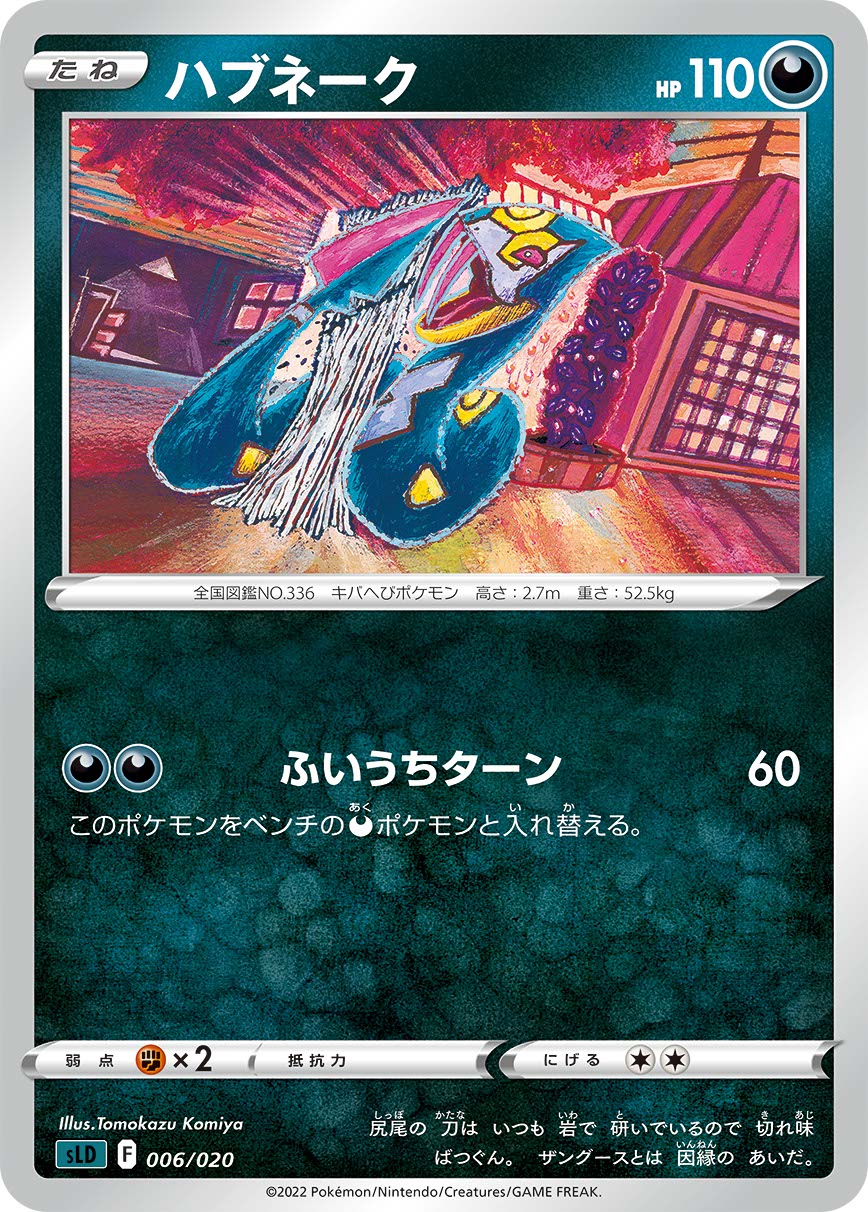 たね ハブネーク HP 110
全国図鑑NO.336 キバへびポケモン 高さ：2.7m 重さ：52.5kg
ふいうちターン 60
このポケモンをベンチのポケモンと入れ替える。
弱点 ×2 抵抗力 にげる
Illus.Tomokazu Komiya
尻尾の 刀は いつも 岩で 研いでいるので 切れ味
ばつぐん。 ザングースとは 因縁の あいだ。
sLD F 006/020
©2022 Pokémon/Nintendo/Creatures/GAME FREAK.